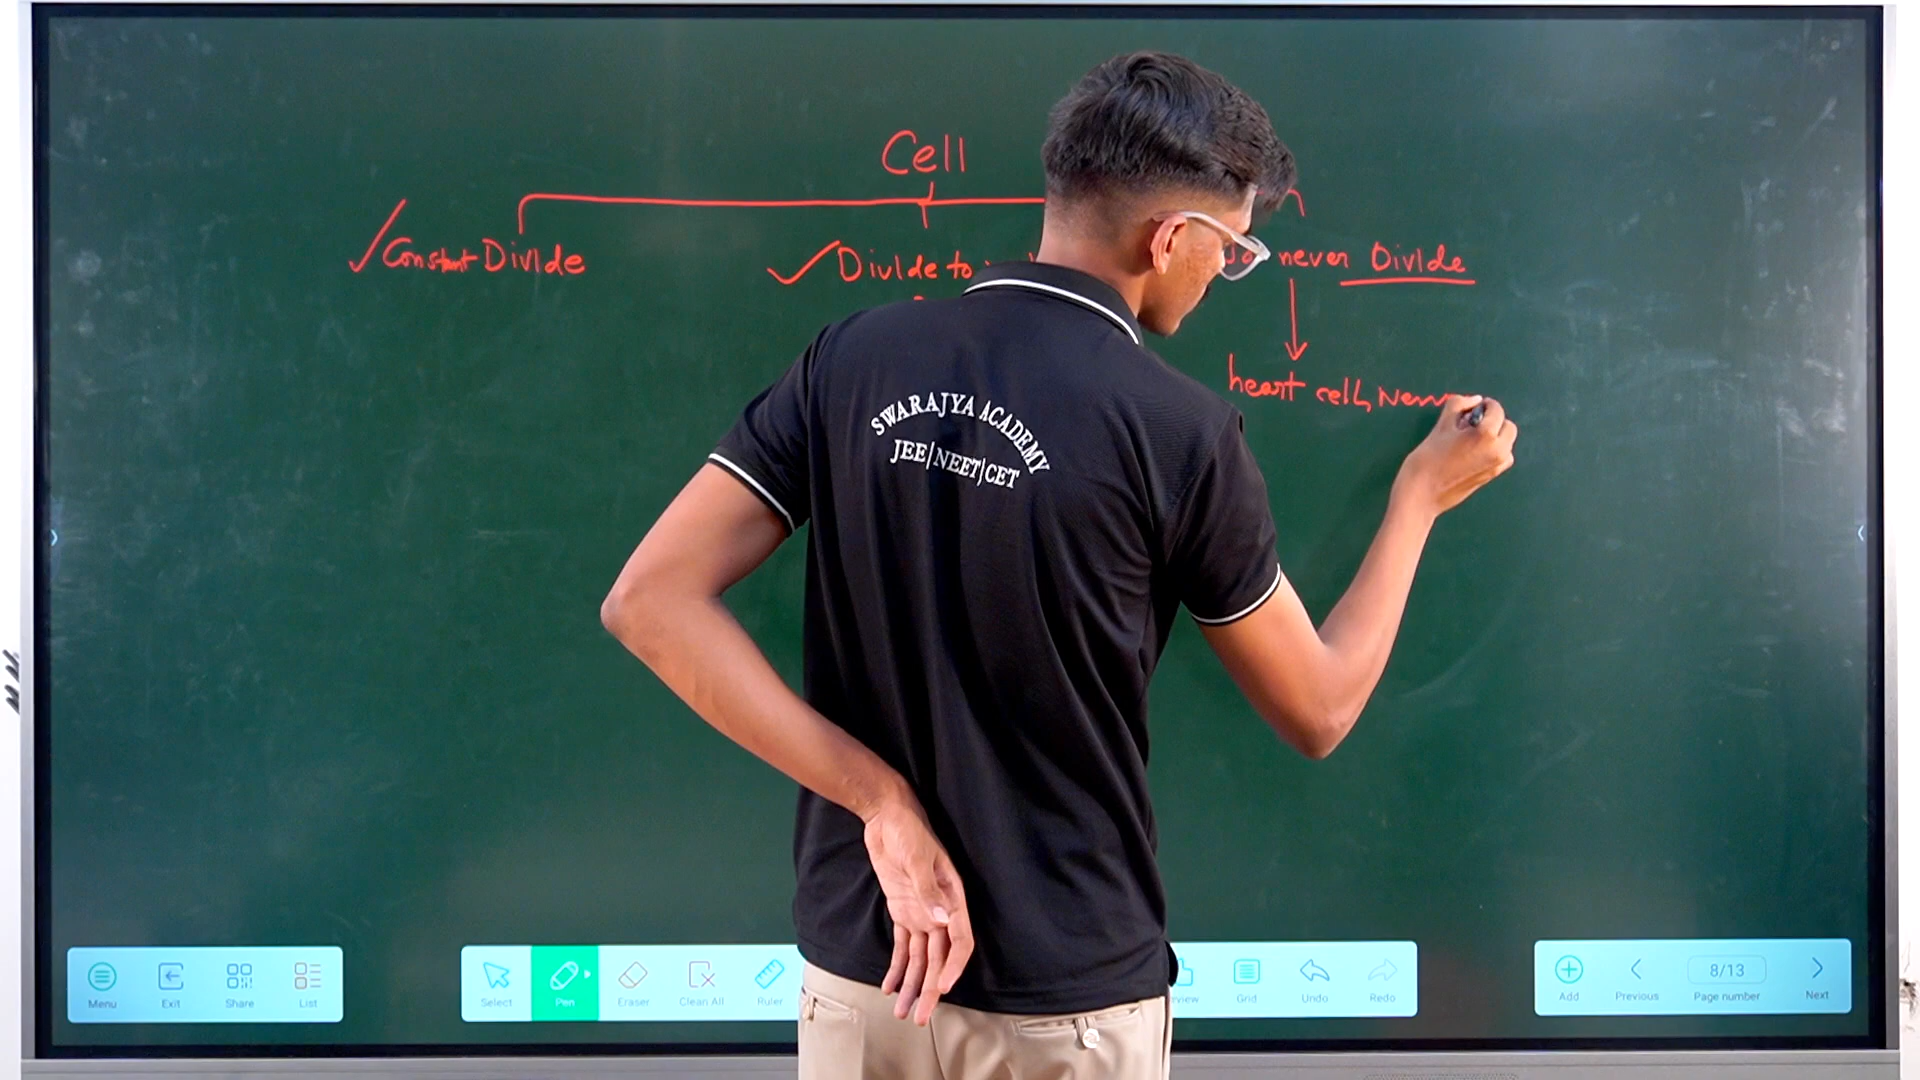 Cell
Constant Divide
Divide to
never Divide
heart cell,
SWARAJYA ACADEMY
JEE|NEET|CET
Menu Exit Share List
Select Pen Eraser Clean All Ruler
Grid Undo Redo
8/13
Add Previous Page number Next